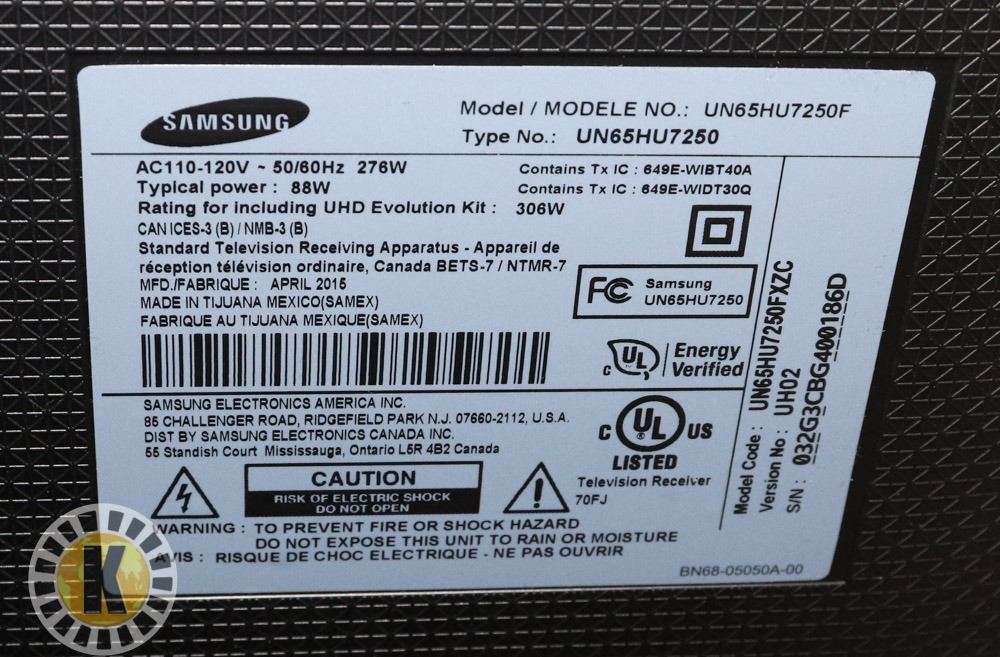 SAMSUNG
Model / MODELE NO.: UN65HU7250F
Type No.: UN65HU7250
AC110-120V ~ 50/60Hz 276W
Typical power : 88W
Rating for including UHD Evolution Kit : 306W
CAN ICES-3 (B) / NMB-3 (B)
Standard Television Receiving Apparatus - Appareil de
réception télévision ordinaire, Canada BETS-7 / NTMR-7
MFD./FABRIQUE : APRIL 2015
MADE IN TIJUANA MEXICO(SAMEX)
FABRIQUE AU TIJUANA MEXIQUE(SAMEX)
Contains Tx IC : 649E-WIBT40A
Contains Tx IC : 649E-WIDT30Q
FC Samsung
UN65HU7250
C UL Energy
Verified
SAMSUNG ELECTRONICS AMERICA INC.
85 CHALLENGER ROAD, RIDGEFIELD PARK N.J. 07660-2112, U.S.A.
DIST BY SAMSUNG ELECTRONICS CANADA INC.
55 Standish Court Mississauga, Ontario L5R 4B2 Canada
C UL ® US
LISTED
Television Receiver
70FJ
CAUTION
RISK OF ELECTRIC SHOCK
DO NOT OPEN
WARNING : TO PREVENT FIRE OR SHOCK HAZARD
DO NOT EXPOSE THIS UNIT TO RAIN OR MOISTURE
AVIS : RISQUE DE CHOC ELECTRIQUE - NE PAS OUVRIR
BN68-05050A-00
Model Code : UN65HU7250FXZC
Version No : UH02
S/N : 032G3CBG400186D
K